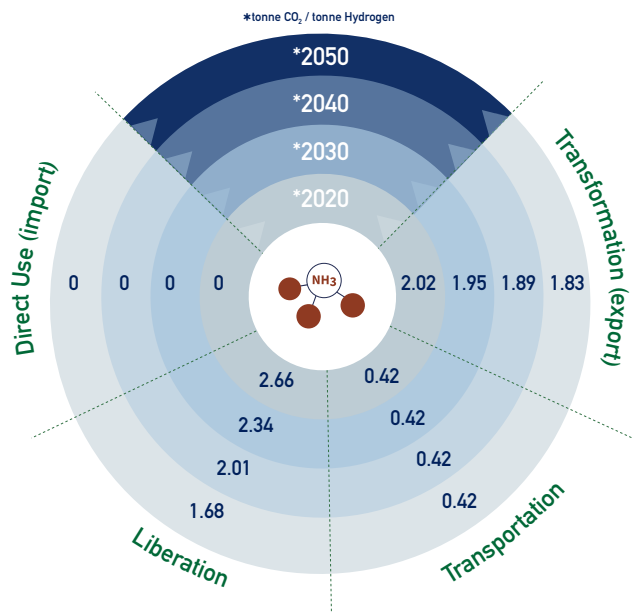 *tonne CO₂ / tonne Hydrogen
*2050
*2040
*2030
*2020
Direct Use (import)
0 0 0 0
NH3
2.02 1.95 1.89 1.83
Transformation (export)
2.66
2.34
2.01
1.68
Liberation
0.42
0.42
0.42
0.42
Transportation